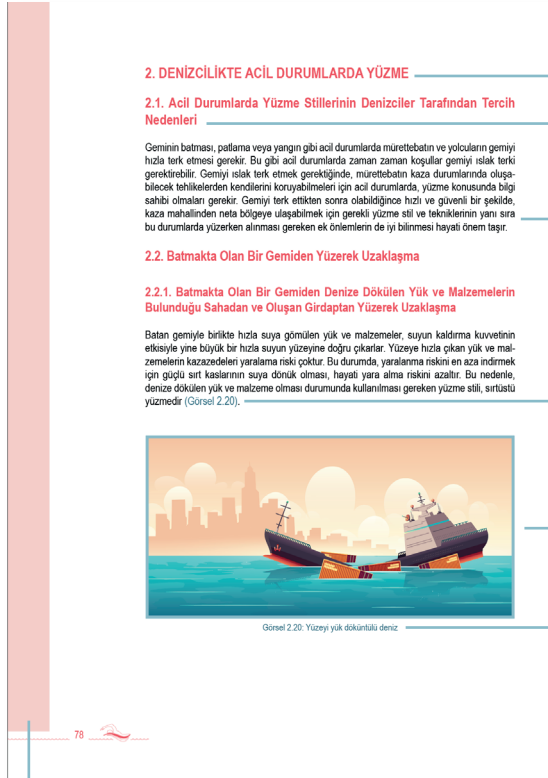 2. DENİZCİLİKTE ACİL DURUMLARDA YÜZME
2.1. Acil Durumlarda Yüzme Stillerinin Denizciler Tarafından Tercih
Nedenleri
Geminin batması, patlama veya yangın gibi acil durumlarda mürettebatın ve yolcuların gemiyi
hızla terk etmesi gerekir. Bu gibi acil durumlarda zaman zaman koşullar gemiyi ıslak terki
gerektirebilir. Gemiyi ıslak terk etmek gerektiğinde, mürettebatın kaza durumlarında oluşa-
bilecek tehlikelerden kendilerini koruyabilmeleri için acil durumlarda, yüzme konusunda bilgi
sahibi olmaları gerekir. Gemiyi terk ettikten sonra olabildiğince hızlı ve güvenli bir şekilde,
kaza mahallinden neta bölgeye ulaşabilmek için gerekli yüzme stil ve tekniklerinin yanı sıra
bu durumlarda yüzerken alınması gereken ek önlemlerin de iyi bilinmesi hayati önem taşır.
2.2. Batmakta Olan Bir Gemiden Yüzerek Uzaklaşma
2.2.1. Batmakta Olan Bir Gemiden Denize Dökülen Yük ve Malzemelerin
Bulunduğu Sahadan ve Oluşan Girdaptan Yüzerek Uzaklaşma
Batan gemiyle birlikte hızla suya gömülen yük ve malzemeler, suyun kaldırma kuvvetinin
etkisiyle yine büyük bir hızla suyun yüzeyine doğru çıkarlar. Yüzeye hızla çıkan yük ve mal-
zemelerin kazazedeleri yaralama riski çoktur. Bu durumda, yaralanma riskini en aza indirmek
için güçlü sırt kaslarının suya dönük olması, hayati yara alma riskini azaltır. Bu nedenle,
denize dökülen yük ve malzeme olması durumunda kullanılması gereken yüzme stili, sırtüstü
yüzmedir (Görsel 2.20).
Görsel 2.20: Yüzeyi yük döküntülü deniz
78